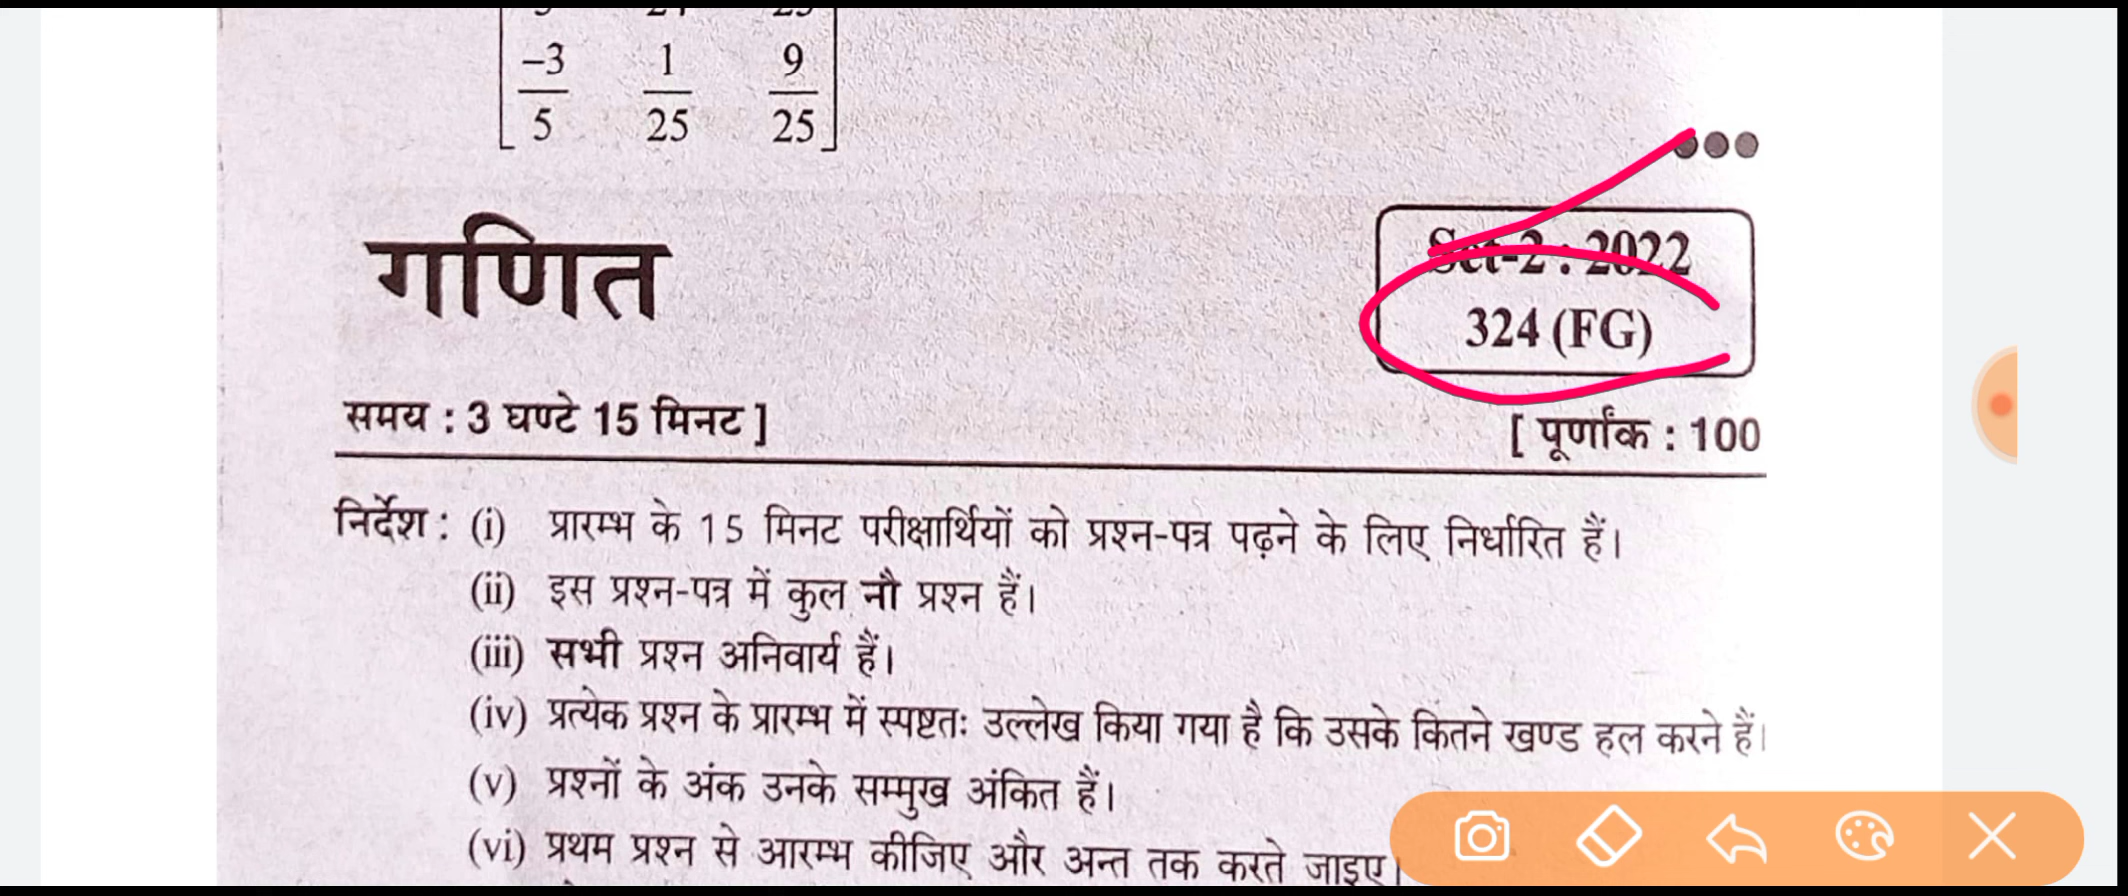 -3 1 9
5 25 25
गणित
Set-2 : 2022
324 (FG)
समय : 3 घण्टे 15 मिनट ]
[ पूर्णांक : 100
निर्देश : (i) प्रारम्भ के 15 मिनट परीक्षार्थियों को प्रश्न-पत्र पढ़ने के लिए निर्धारित हैं।
(ii) इस प्रश्न-पत्र में कुल नौ प्रश्न हैं।
(iii) सभी प्रश्न अनिवार्य हैं।
(iv) प्रत्येक प्रश्न के प्रारम्भ में स्पष्टतः उल्लेख किया गया है कि उसके कितने खण्ड हल करने हैं।
(v) प्रश्नों के अंक उनके सम्मुख अंकित हैं।
(vi) प्रथम प्रश्न से आरम्भ कीजिए और अन्त तक करते जाइए।